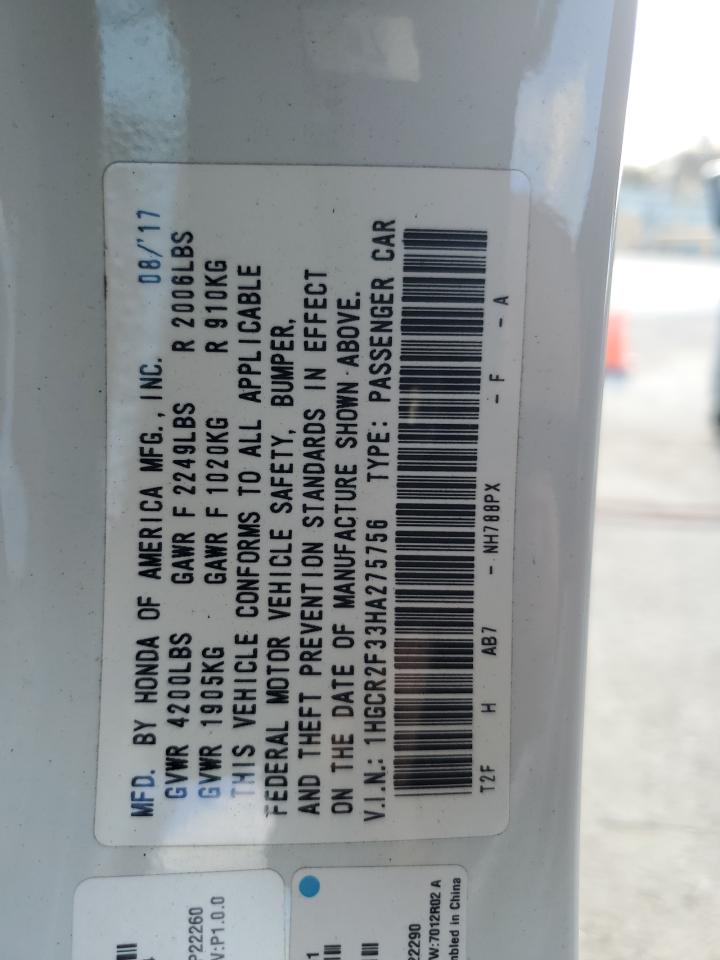 MFD. BY HONDA OF AMERICA MFG., INC. 08/'17
GVWR 4200LBS GAWR F 2249LBS R 2006LBS
GVWR 1905KG GAWR F 1020KG R 910KG
THIS VEHICLE CONFORMS TO ALL APPLICABLE
FEDERAL MOTOR VEHICLE SAFETY, BUMPER,
AND THEFT PREVENTION STANDARDS IN EFFECT
ON THE DATE OF MANUFACTURE SHOWN ABOVE.
V.I.N.: 1HGCR2F33HA275756 TYPE: PASSENGER CAR
T2F H AB7 - NH788PX - F - A
P22260
V:P1.0.0
22290
W:7012R02 A
mbled in China